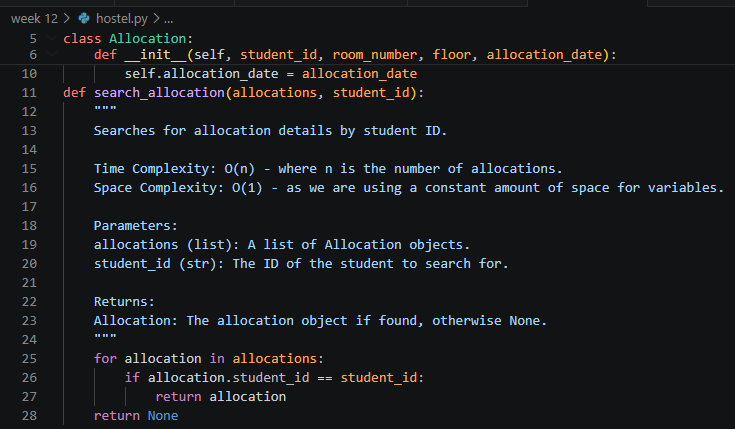 week 12 > hostel.py > ...
5 class Allocation:
6     def __init__(self, student_id, room_number, floor, allocation_date):
10         self.allocation_date = allocation_date
11 def search_allocation(allocations, student_id):
12     """
13     Searches for allocation details by student ID.
14
15     Time Complexity: O(n) - where n is the number of allocations.
16     Space Complexity: O(1) - as we are using a constant amount of space for variables.
17
18     Parameters:
19     allocations (list): A list of Allocation objects.
20     student_id (str): The ID of the student to search for.
21
22     Returns:
23     Allocation: The allocation object if found, otherwise None.
24     """
25     for allocation in allocations:
26         if allocation.student_id == student_id:
27             return allocation
28     return None